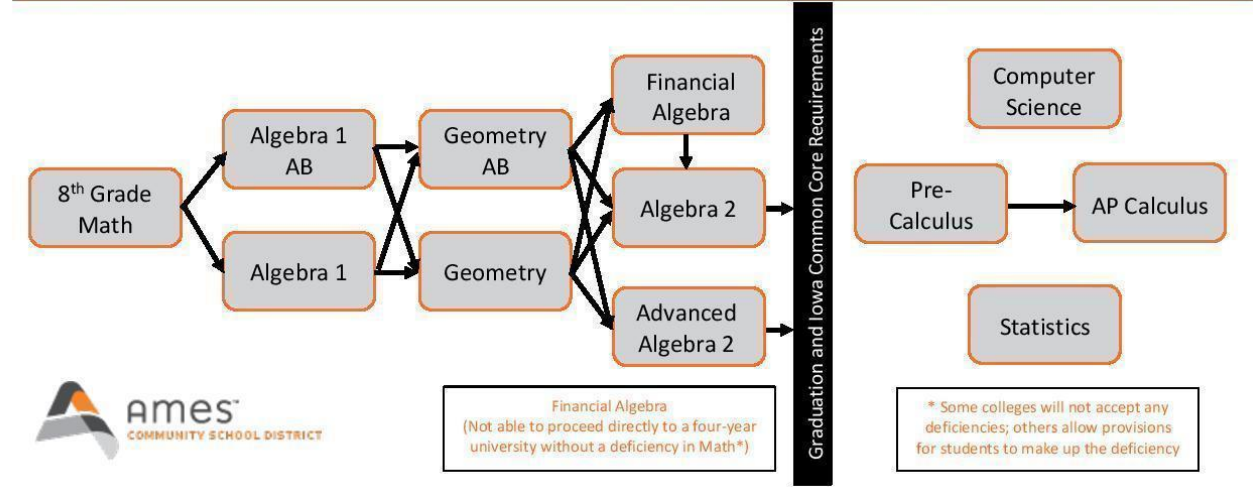 8th Grade
Math
Algebra 1
AB
Algebra 1
Geometry
AB
Geometry
Financial
Algebra
Algebra 2
Advanced
Algebra 2
Graduation and Iowa Common Core Requirements
Computer
Science
Pre-
Calculus
AP Calculus
Statistics
AMES™
COMMUNITY SCHOOL DISTRICT
Financial Algebra
(Not able to proceed directly to a four-year
university without a deficiency in Math*)
* Some colleges will not accept any
deficiencies; others allow provisions
for students to make up the deficiency